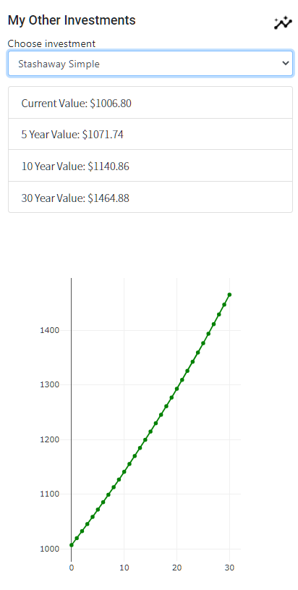 My Other Investments
Choose investment
Stashaway Simple
Current Value: $1006.80
5 Year Value: $1071.74
10 Year Value: $1140.86
30 Year Value: $1464.88
1400
1300
1200
1100
1000
0 10 20 30